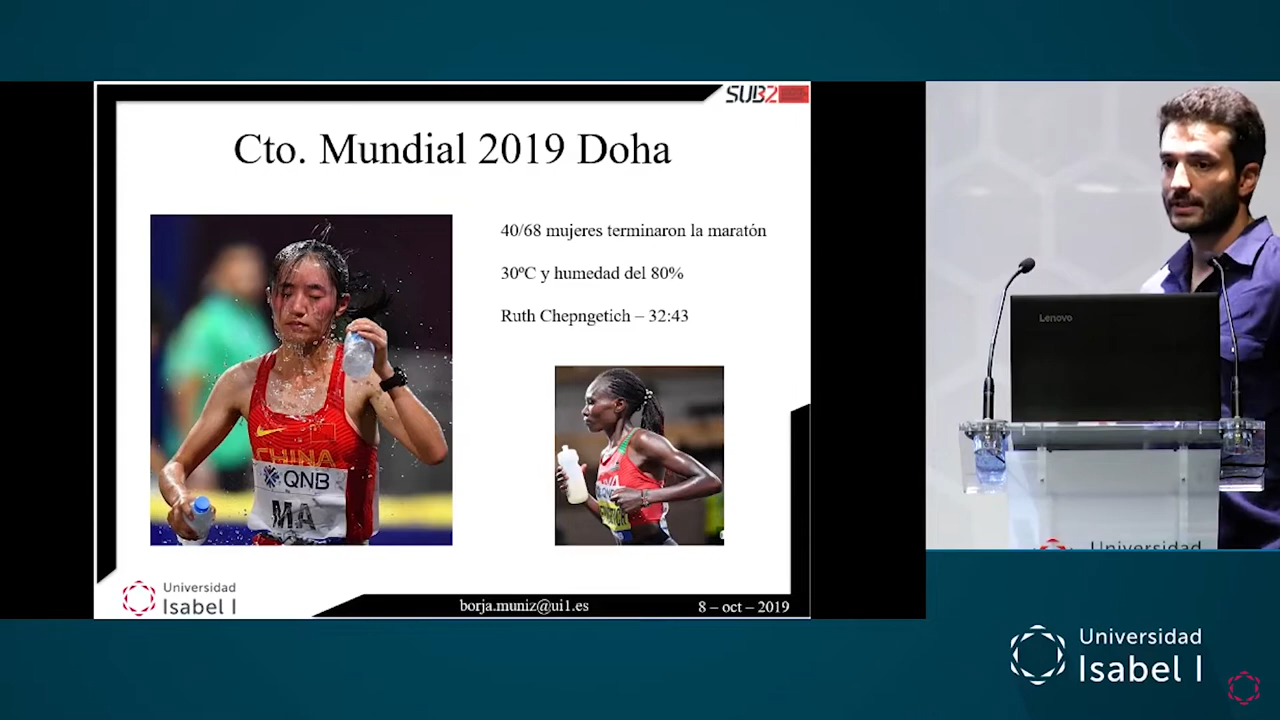 SUB2
Cto. Mundial 2019 Doha
40/68 mujeres terminaron la maratón
30ºC y humedad del 80%
Ruth Chepngetich – 32:43
CHINA
QNB
MA
Universidad
Isabel I
borja.muniz@ui1.es
8 – oct – 2019
Lenovo
Universidad
Universidad
Isabel I